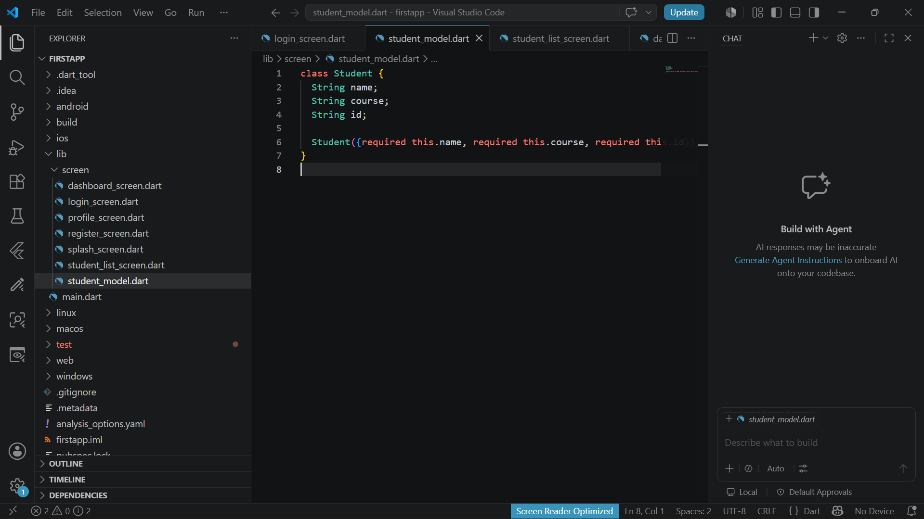 File Edit Selection View Go Run ...
student_model.dart - firstapp - Visual Studio Code
Update
EXPLORER
FIRSTAPP
.dart_tool
.idea
android
build
ios
lib
screen
dashboard_screen.dart
login_screen.dart
profile_screen.dart
register_screen.dart
splash_screen.dart
student_list_screen.dart
student_model.dart
main.dart
linux
macos
test
web
windows
.gitignore
.metadata
analysis_options.yaml
firstapp.iml
pubspec.lock
OUTLINE
TIMELINE
DEPENDENCIES
1
login_screen.dart
student_model.dart
student_list_screen.dart
da
lib > screen > student_model.dart > ...
1 class Student {
2 String name;
3 String course;
4 String id;
5
6 Student({required this.name, required this.course, required this.id});
7 }
8
CHAT
Build with Agent
AI responses may be inaccurate
Generate Agent Instructions to onboard AI
onto your codebase.
student_model.dart
Describe what to build
Auto
Local
Default Approvals
2 0 2
Screen Reader Optimized
Ln 8, Col 1
Spaces: 2
UTF-8
CRLF
{ } Dart
No Device